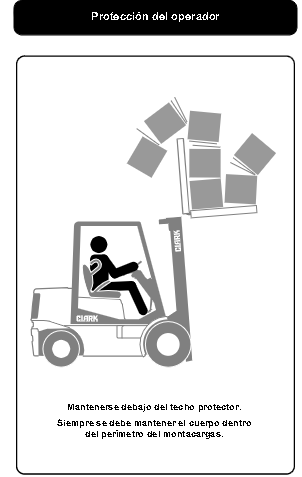 Protección del operador
CLARK
CLARK
Mantenerse debajo del techo protector.
Siempre se debe mantener el cuerpo dentro
del perímetro del montacargas.